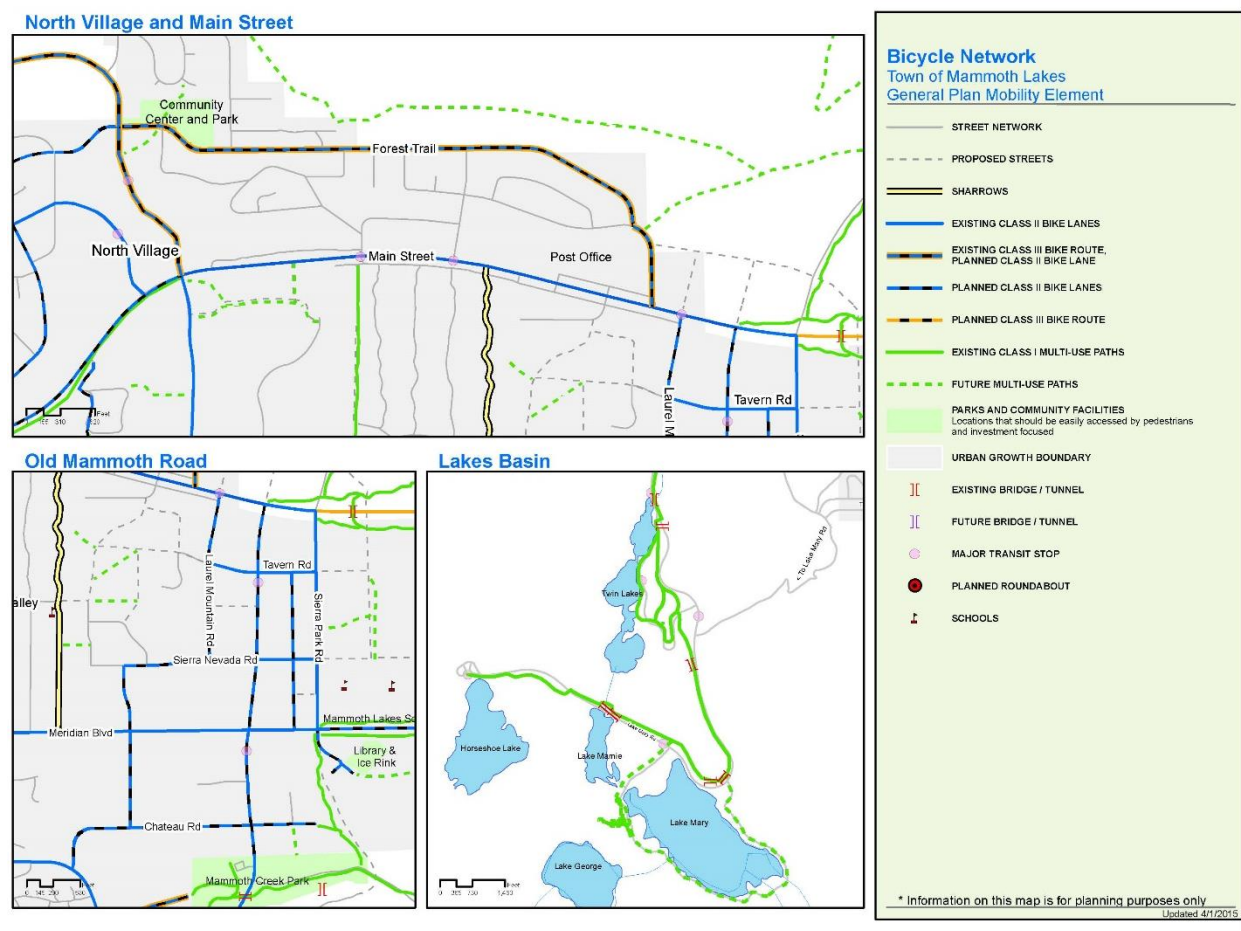 North Village and Main Street
Community
Center and Park
Forest Trail
North Village
Main Street
Post Office
Laurel M
Tavern Rd
Feet
Old Mammoth Road
Tavern Rd
Laurel Mountain Rd
Sierra Park Rd
alley
Sierra Nevada Rd
Mammoth Lakes Sc
Meridian Blvd
Library &
Ice Rink
Chateau Rd
Mammoth Creek Park
Lakes Basin
< To Lake Mary Rd
Twin Lakes
Lake Mary Rd
Horseshoe Lake
Lake Mamie
Lake Mary
Lake George
Feet
Bicycle Network
Town of Mammoth Lakes
General Plan Mobility Element
STREET NETWORK
PROPOSED STREETS
SHARROWS
EXISTING CLASS II BIKE LANES
EXISTING CLASS III BIKE ROUTE,
PLANNED CLASS II BIKE LANE
PLANNED CLASS II BIKE LANES
PLANNED CLASS III BIKE ROUTE
EXISTING CLASS I MULTI-USE PATHS
FUTURE MULTI-USE PATHS
PARKS AND COMMUNITY FACILITIES
Locations that should be easily accessed by pedestrians
and investment focused
URBAN GROWTH BOUNDARY
EXISTING BRIDGE / TUNNEL
FUTURE BRIDGE / TUNNEL
MAJOR TRANSIT STOP
PLANNED ROUNDABOUT
SCHOOLS
* Information on this map is for planning purposes only
Updated 4/1/2015